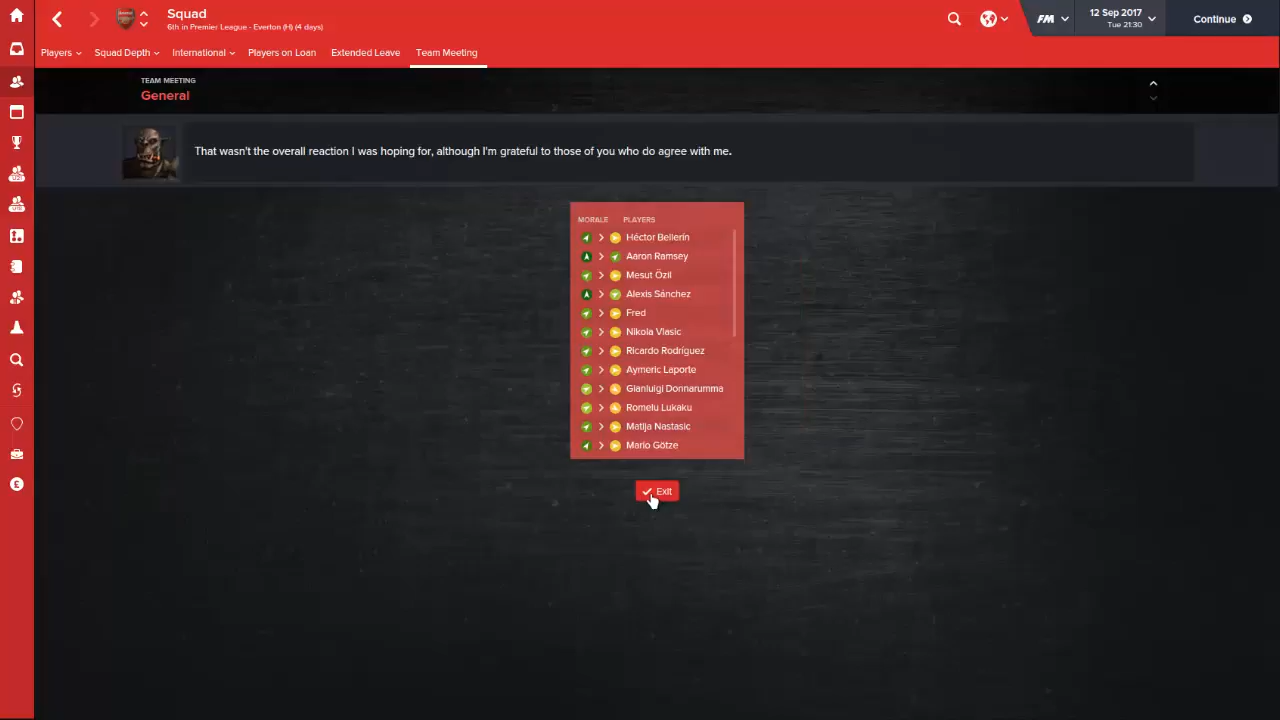 Squad
6th in Premier League - Everton (H) (4 days)
FM
12 Sep 2017
Tue 21:30
Continue
Players
Squad Depth
International
Players on Loan
Extended Leave
Team Meeting
TEAM MEETING
General
That wasn't the overall reaction I was hoping for, although I'm grateful to those of you who do agree with me.
MORALE PLAYERS
Héctor Bellerín
Aaron Ramsey
Mesut Özil
Alexis Sánchez
Fred
Nikola Vlasic
Ricardo Rodríguez
Aymeric Laporte
Gianluigi Donnarumma
Romelu Lukaku
Matija Nastasic
Mario Götze
Exit